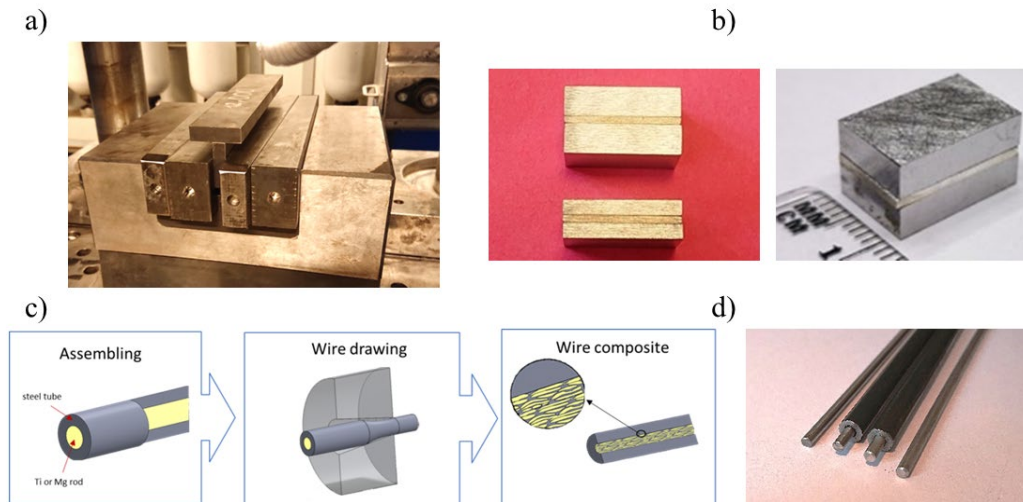 a)
b)
MM
CM
1
c)
Assembling
steel tube
Ti or Mg rod
Wire drawing
Wire composite
d)